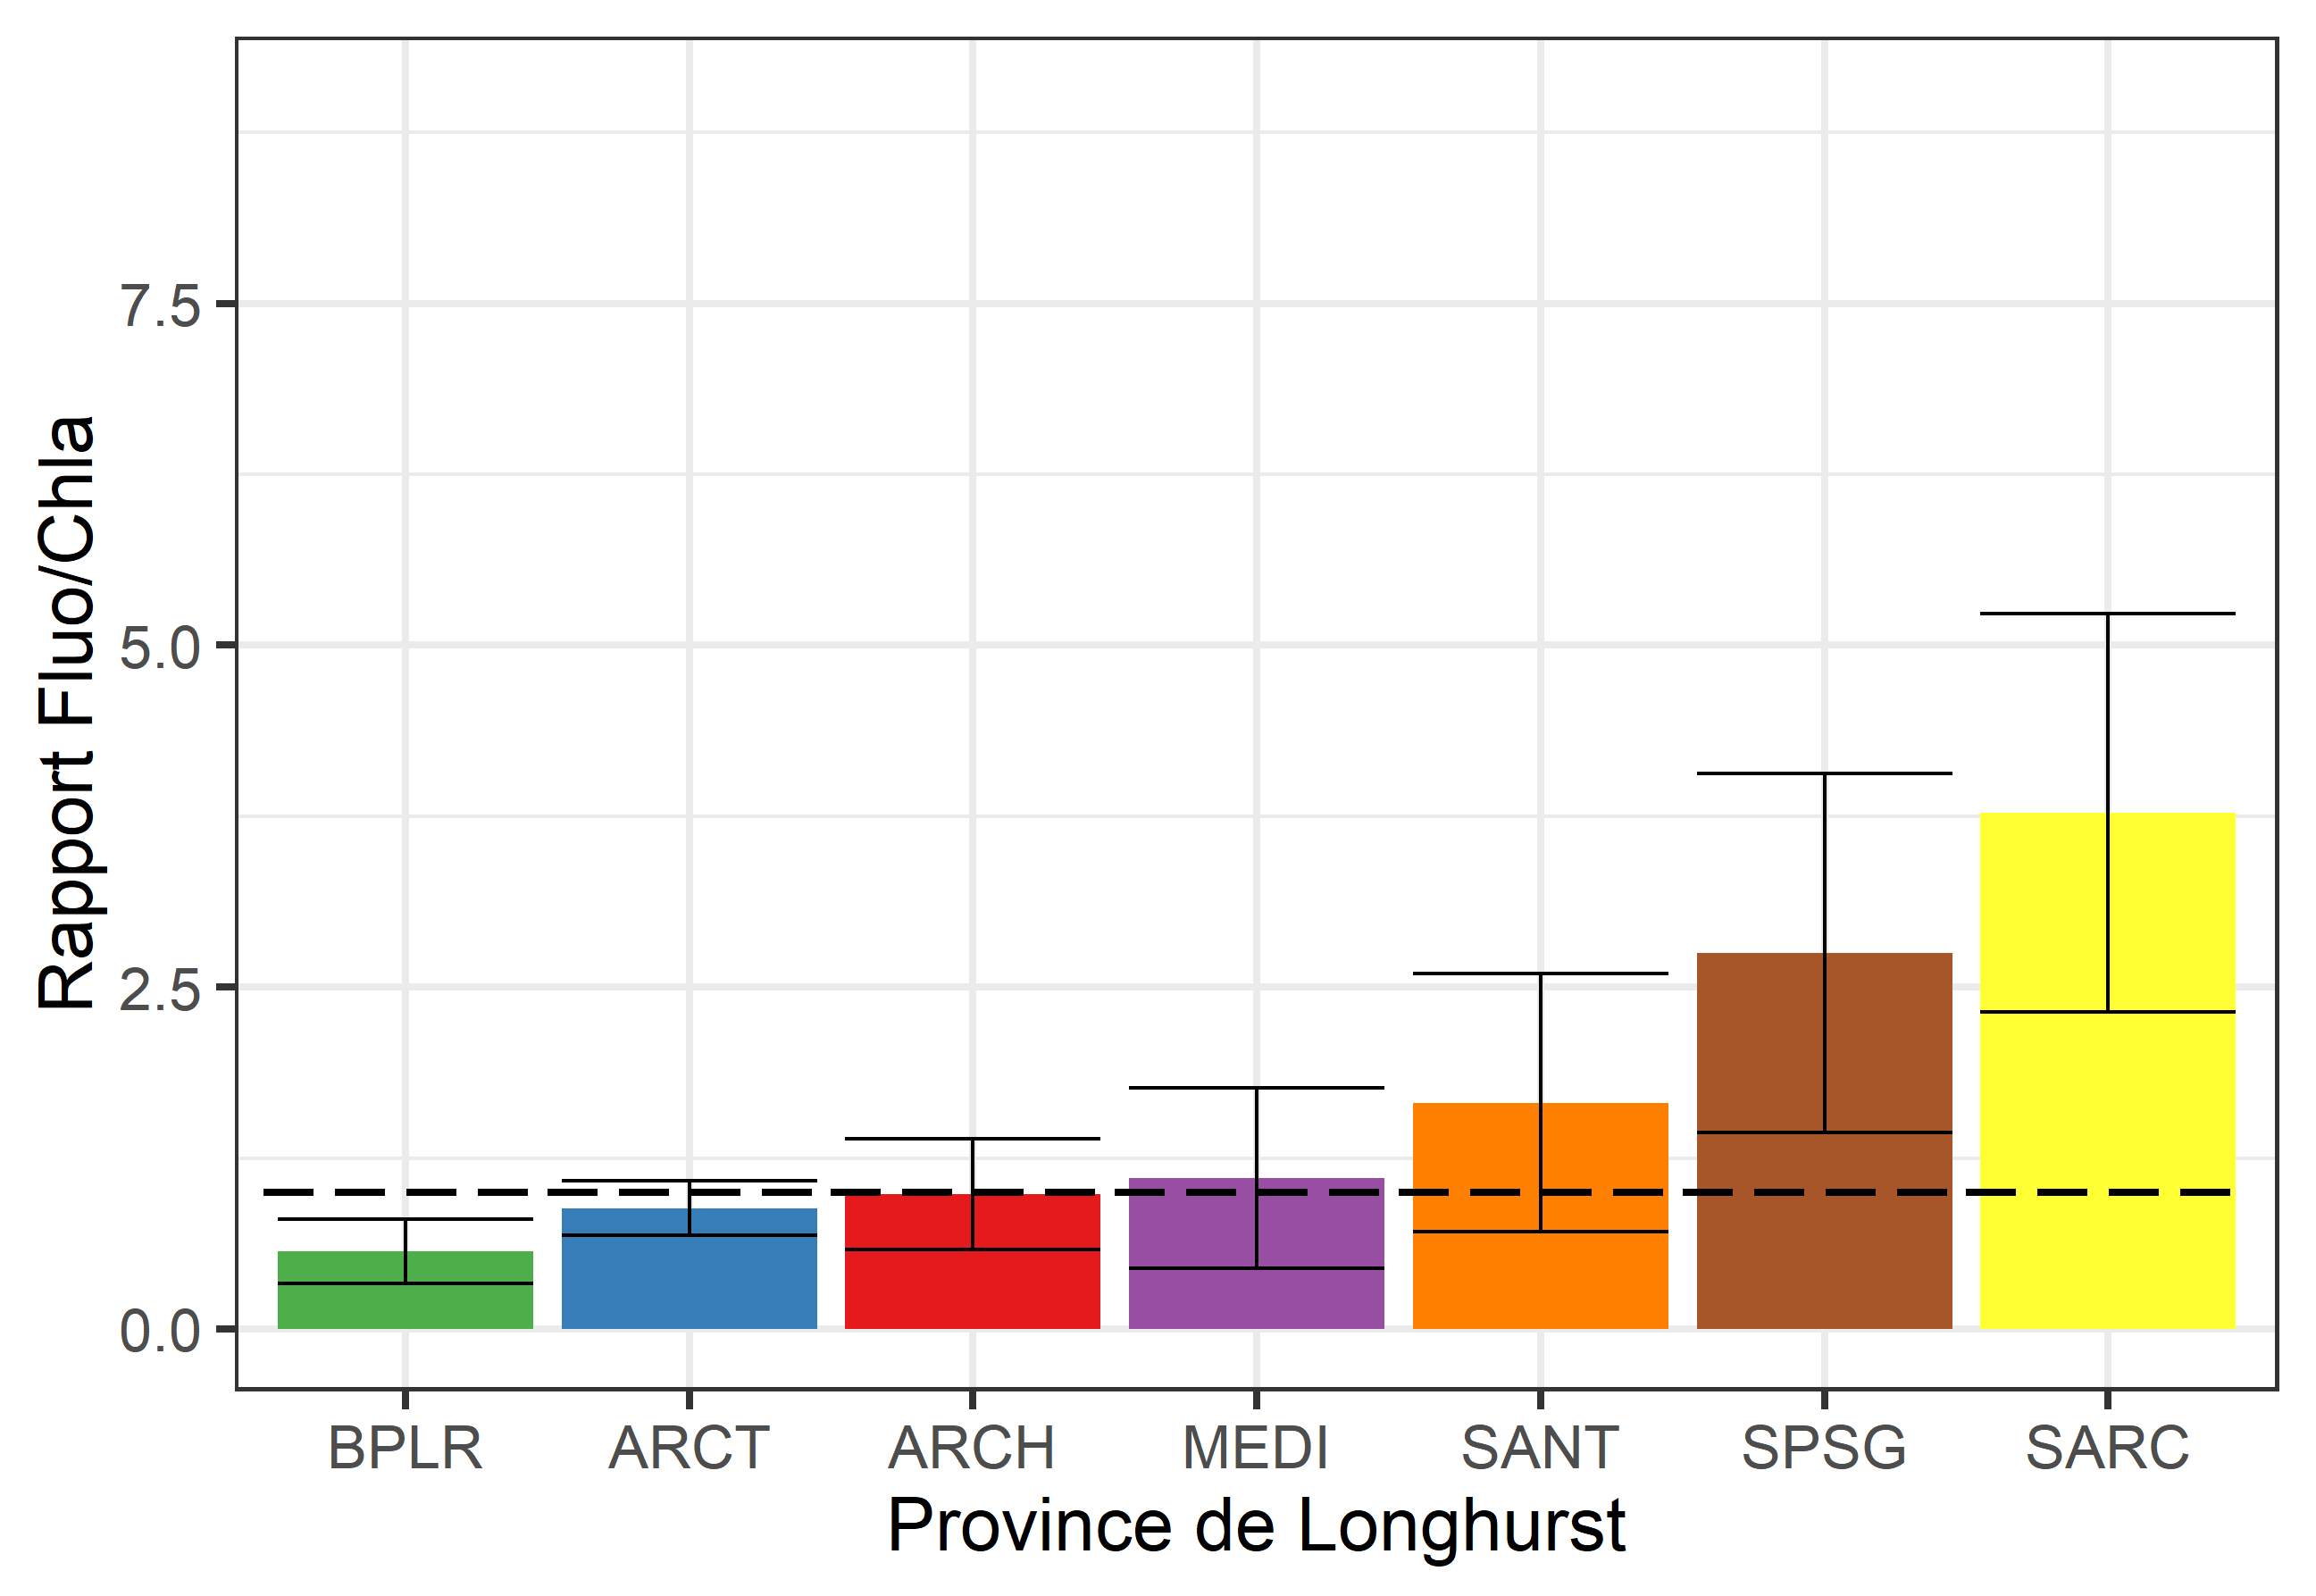 Rapport Fluo/Chla
7.5
5.0
2.5
0.0
BPLR ARCT ARCH MEDI SANT SPSG SARC
Province de Longhurst